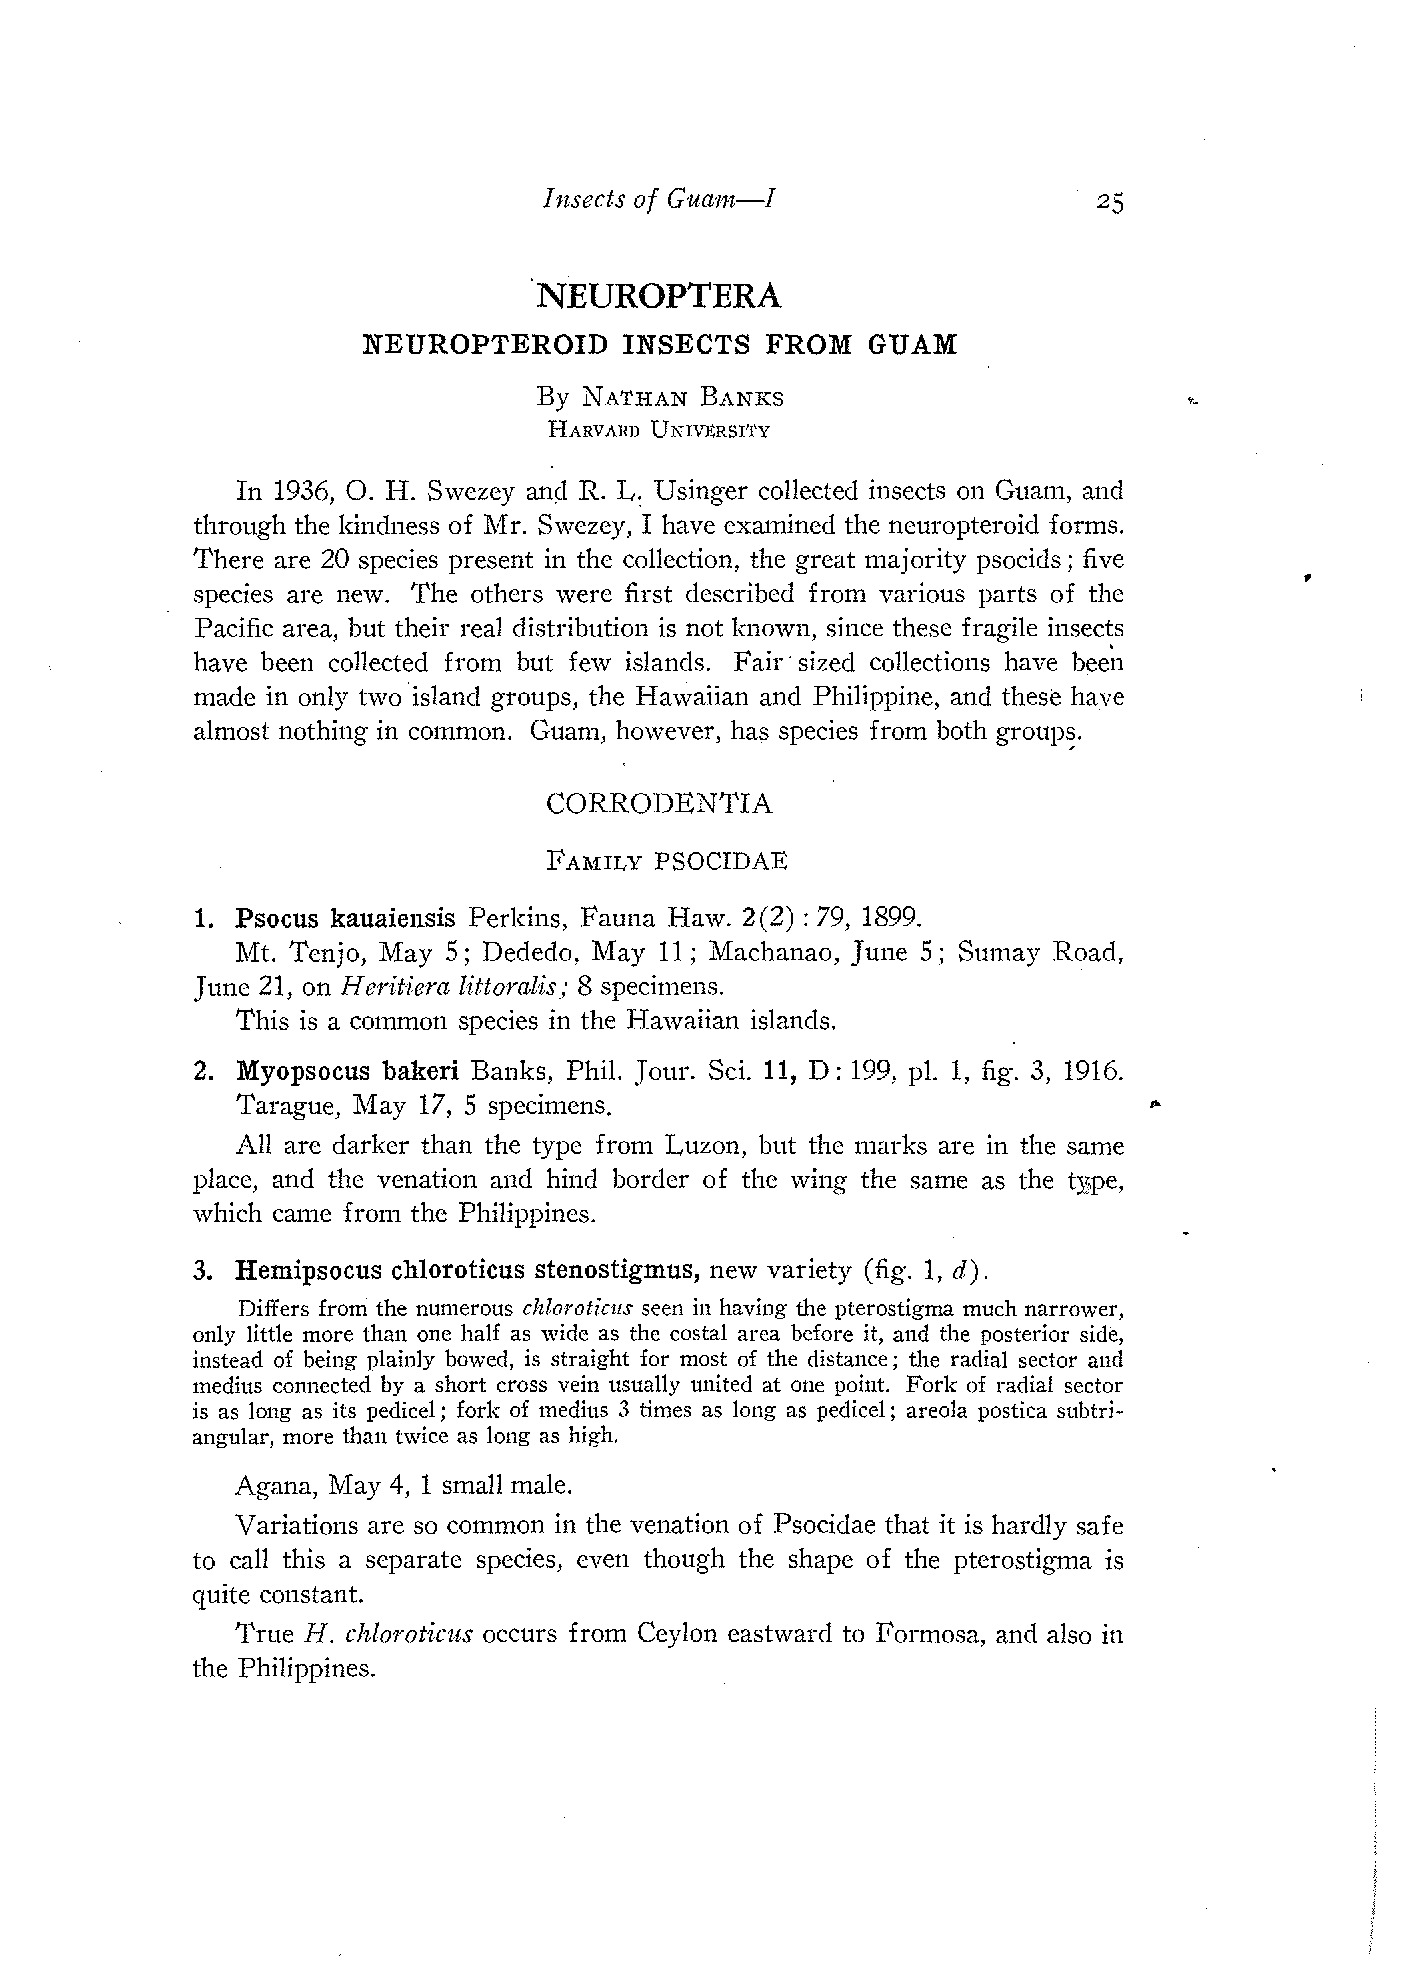 Insects of Guam—I 25
NEUROPTERA
NEUROPTEROID INSECTS FROM GUAM
By NATHAN BANKS
HARVARD UNIVERSITY
In 1936, O. H. Swezey and R. L. Usinger collected insects on Guam, and
through the kindness of Mr. Swezey, I have examined the neuropteroid forms.
There are 20 species present in the collection, the great majority psocids; five
species are new. The others were first described from various parts of the
Pacific area, but their real distribution is not known, since these fragile insects
have been collected from but few islands. Fair sized collections have been
made in only two island groups, the Hawaiian and Philippine, and these have
almost nothing in common. Guam, however, has species from both groups.
CORRODENTIA
FAMILY PSOCIDAE
1. Psocus kauaiensis Perkins, Fauna Haw. 2(2) : 79, 1899.
Mt. Tenjo, May 5; Dededo, May 11; Machanao, June 5; Sumay Road,
June 21, on Heritiera littoralis; 8 specimens.
This is a common species in the Hawaiian islands.
2. Myopsocus bakeri Banks, Phil. Jour. Sci. 11, D: 199, pl. 1, fig. 3, 1916.
Tarague, May 17, 5 specimens.
All are darker than the type from Luzon, but the marks are in the same
place, and the venation and hind border of the wing the same as the type,
which came from the Philippines.
3. Hemipsocus chloroticus stenostigmus, new variety (fig. 1, d).
Differs from the numerous chloroticus seen in having the pterostigma much narrower,
only little more than one half as wide as the costal area before it, and the posterior side,
instead of being plainly bowed, is straight for most of the distance; the radial sector and
medius connected by a short cross vein usually united at one point. Fork of radial sector
is as long as its pedicel; fork of medius 3 times as long as pedicel; areola postica subtri-
angular, more than twice as long as high.
Agana, May 4, 1 small male.
Variations are so common in the venation of Psocidae that it is hardly safe
to call this a separate species, even though the shape of the pterostigma is
quite constant.
True H. chloroticus occurs from Ceylon eastward to Formosa, and also in
the Philippines.